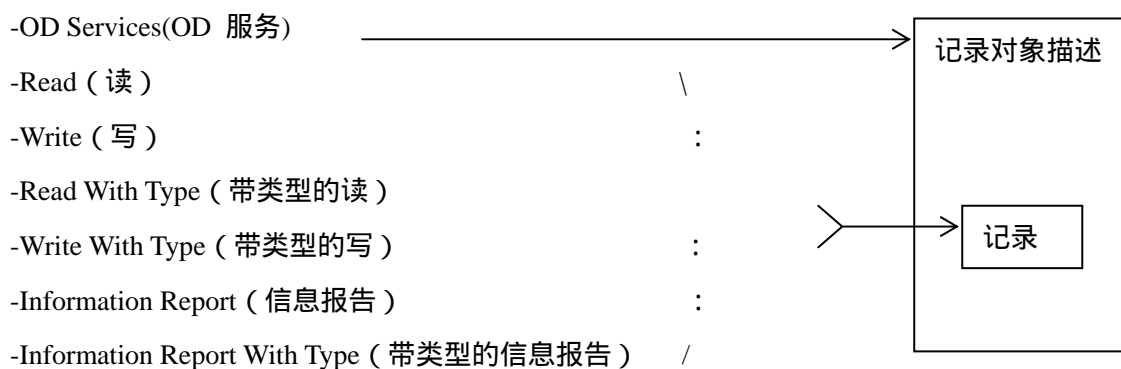 -OD Services(OD 服务)
记录对象描述
-Read（读） \
-Write（写） :
-Read With Type（带类型的读）
-Write With Type（带类型的写） :
记录
-Information Report（信息报告） :
-Information Report With Type（带类型的信息报告） /